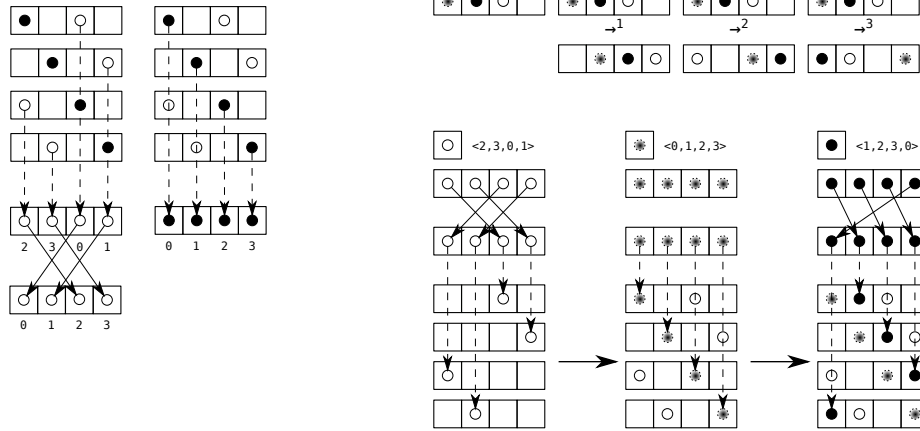 →1 →2 →3
<2,3,0,1> <0,1,2,3> <1,2,3,0>
2 3 0 1 0 1 2 3
0 1 2 3